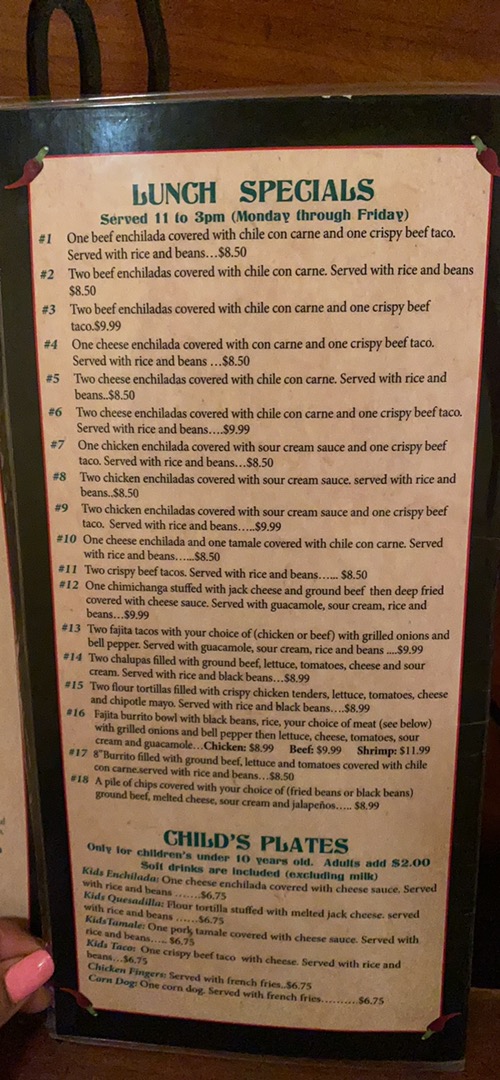 LUNCH SPECIALS
Served 11 to 3pm (Monday through Friday)
#1 One beef enchilada covered with chile con carne and one crispy beef taco.
Served with rice and beans...$8.50
#2 Two beef enchiladas covered with chile con carne. Served with rice and beans
$8.50
#3 Two beef enchiladas covered with chile con carne and one crispy beef
taco.$9.99
#4 One cheese enchilada covered with con carne and one crispy beef taco.
Served with rice and beans ...$8.50
#5 Two cheese enchiladas covered with chile con carne. Served with rice and
beans..$8.50
#6 Two cheese enchiladas covered with chile con carne and one crispy beef taco.
Served with rice and beans....$9.99
#7 One chicken enchilada covered with sour cream sauce and one crispy beef
taco. Served with rice and beans...$8.50
#8 Two chicken enchiladas covered with sour cream sauce. served with rice and
beans..$8.50
#9 Two chicken enchiladas covered with sour cream sauce and one crispy beef
taco. Served with rice and beans.....$9.99
#10 One cheese enchilada and one tamale covered with chile con carne. Served
with rice and beans......$8.50
#11 Two crispy beef tacos. Served with rice and beans...... $8.50
#12 One chimichanga stuffed with jack cheese and ground beef then deep fried
covered with cheese sauce. Served with guacamole, sour cream, rice and
beans...$9.99
#13 Two fajita tacos with your choice of (chicken or beef) with grilled onions and
bell pepper. Served with guacamole, sour cream, rice and beans ....$9.99
#14 Two chalupas filled with ground beef, lettuce, tomatoes, cheese and sour
cream. Served with rice and black beans...$8.99
#15 Two flour tortillas filled with crispy chicken tenders, lettuce, tomatoes, cheese
and chipotle mayo. Served with rice and black beans....$8.99
#16 Fajita burrito bowl with black beans, rice, your choice of meat (see below)
with grilled onions and bell pepper then lettuce, cheese, tomatoes, sour
cream and guacamole...Chicken: $8.99 Beef: $9.99 Shrimp: $11.99
#17 8"Burrito filled with ground beef, lettuce and tomatoes covered with chile
con carne.served with rice and beans...$8.50
#18 A pile of chips covered with your choice of (fried beans or black beans)
ground beef, melted cheese, sour cream and jalapeños..... $8.99
CHILD'S PLATES
Only for children's under 10 years old. Adults add $2.00
Soft drinks are included (excluding milk)
Kids Enchilada: One cheese enchilada covered with cheese sauce. Served
with rice and beans .......$6.75
Kids Quesadilla: Flour tortilla stuffed with melted jack cheese. served
with rice and beans ......$6.75
KidsTamale: One pork tamale covered with cheese sauce. Served with
rice and beans..... $6.75
Kids Taco: One crispy beef taco with cheese. Served with rice and
beans...$6.75
Chicken Fingers: Served with french fries..$6.75
Corn Dog: One corn dog. Served with french fries..........$6.75